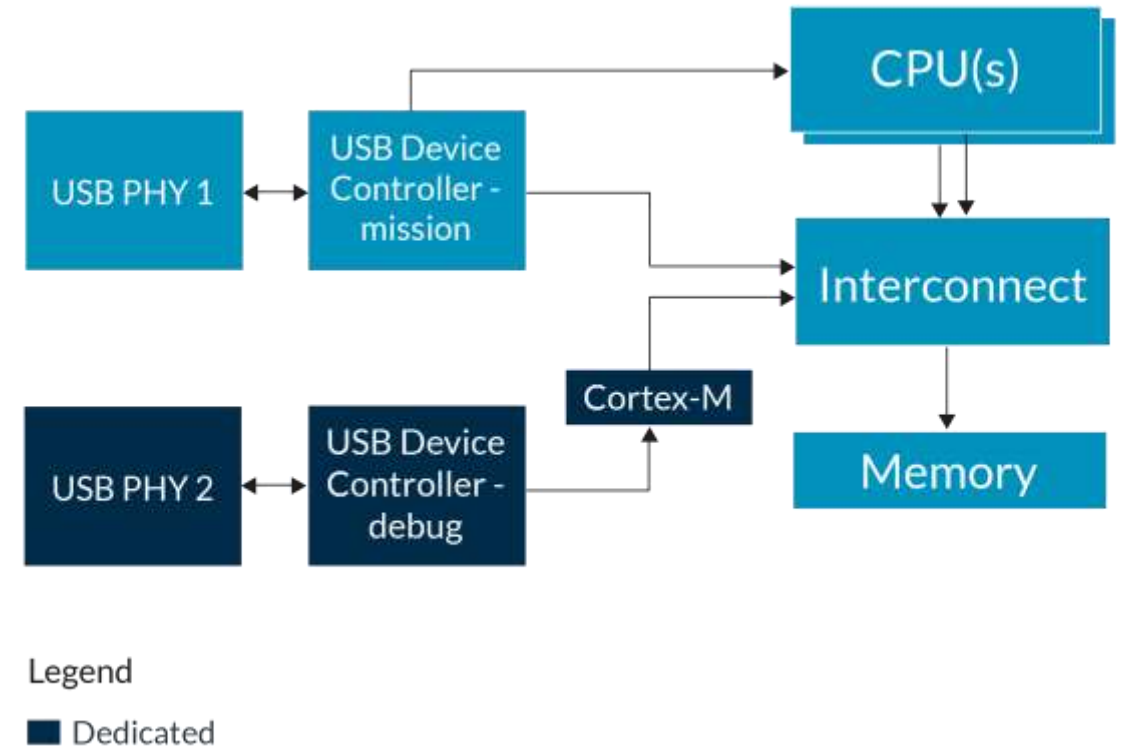 CPU(s)
USB PHY 1
USB Device
Controller -
mission
Interconnect
Cortex-M
USB PHY 2
USB Device
Controller -
debug
Memory
Legend
Dedicated